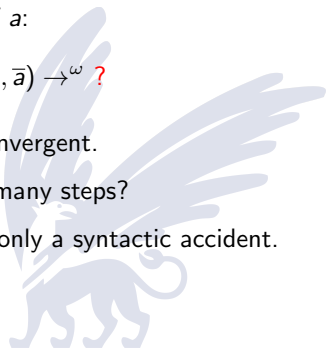 a:
, a̅) →^ω ?
nvergent.
many steps?
only a syntactic accident.